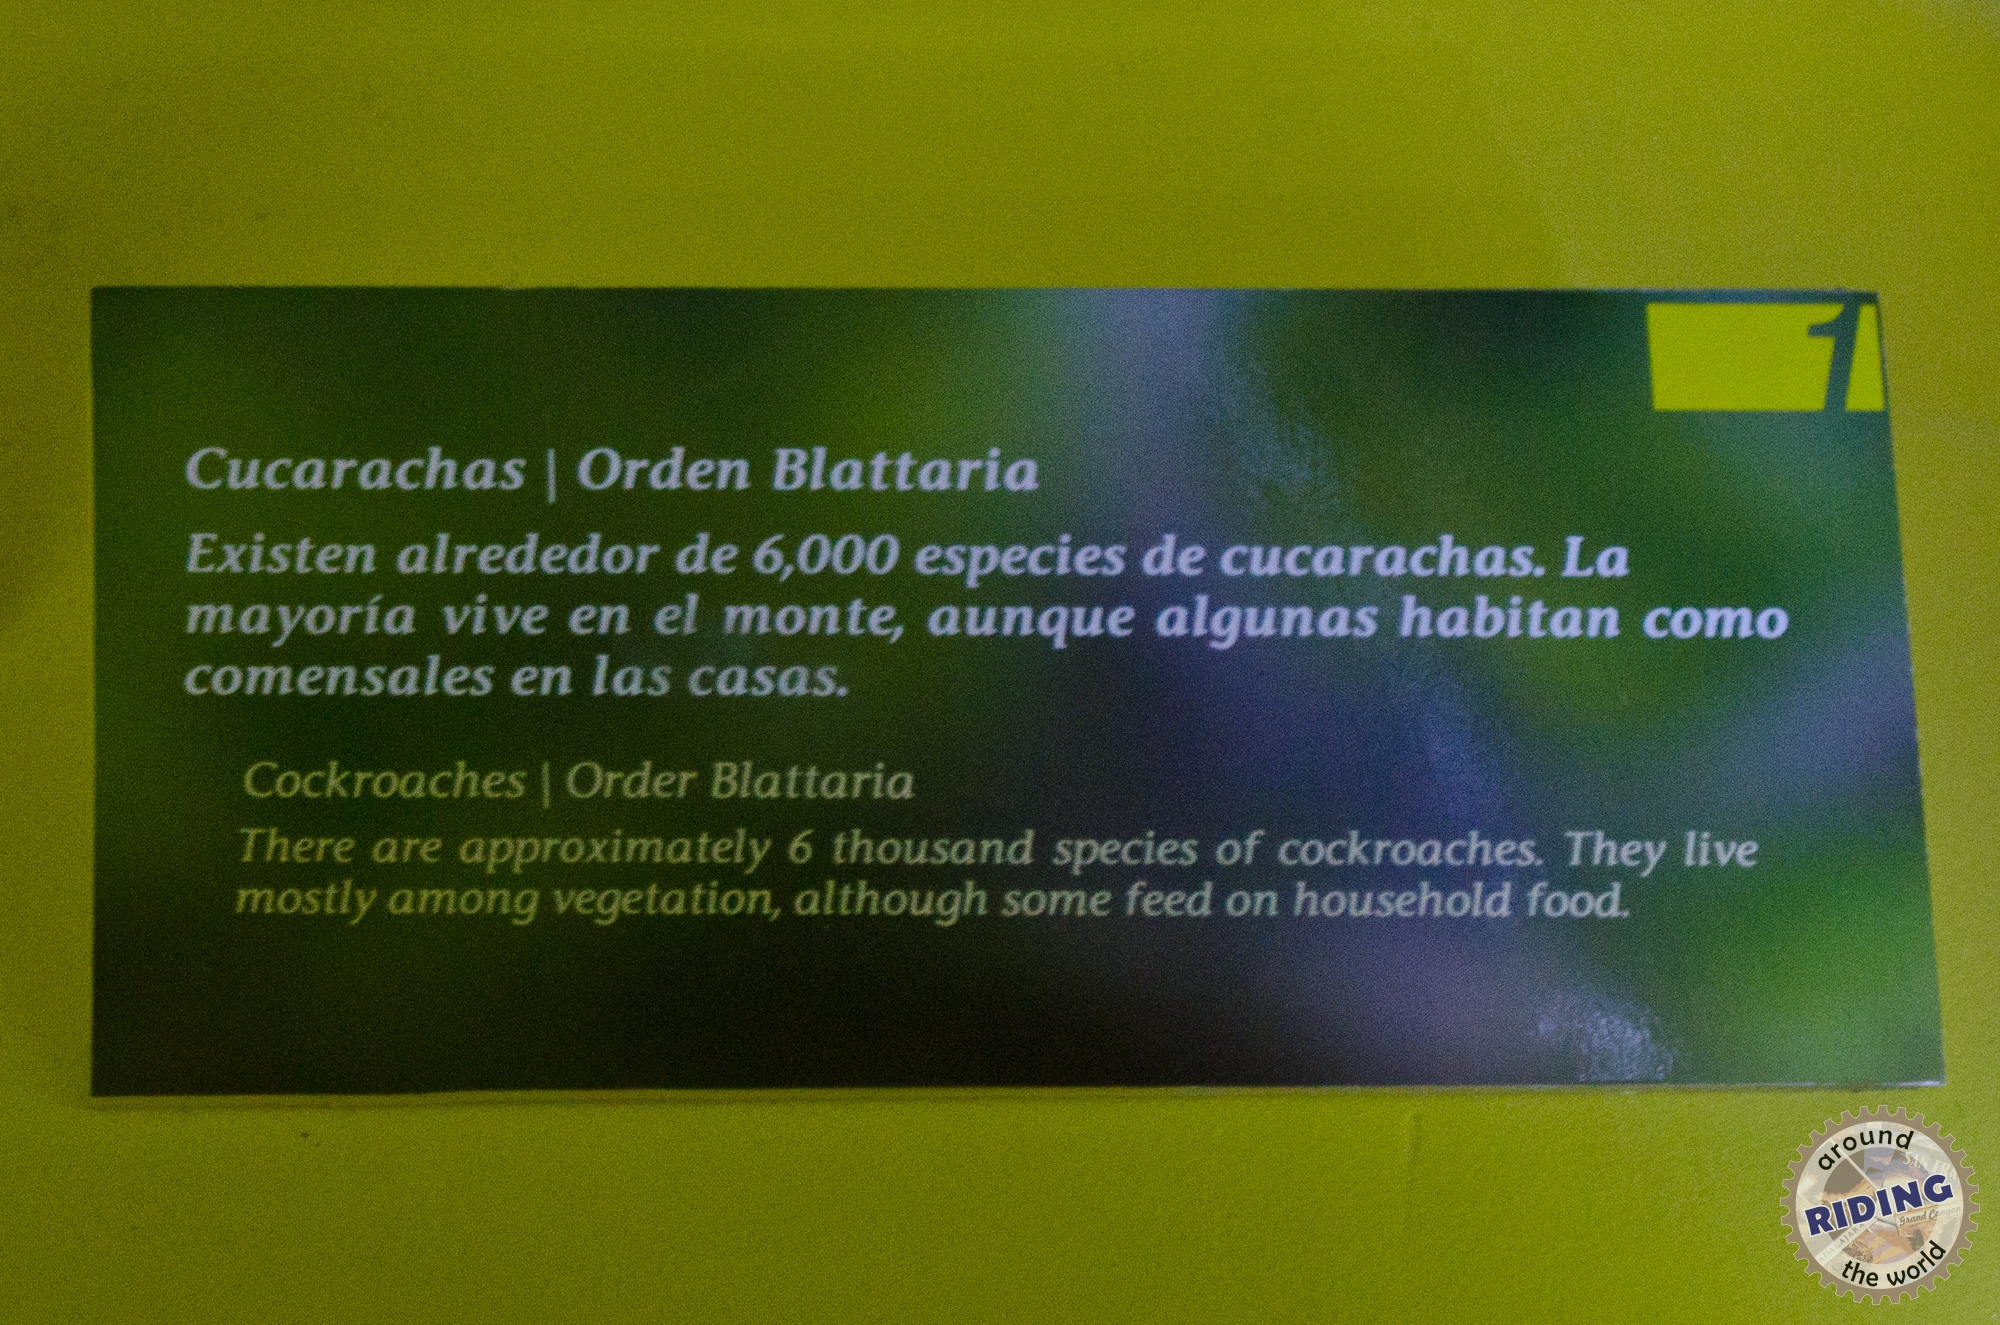 1
Cucarachas | Orden Blattaria
Existen alrededor de 6,000 especies de cucarachas. La
mayoría vive en el monte, aunque algunas habitan como
comensales en las casas.
Cockroaches | Order Blattaria
There are approximately 6 thousand species of cockroaches. They live
mostly among vegetation, although some feed on household food.
around
RIDING
Grand Canyon
the world